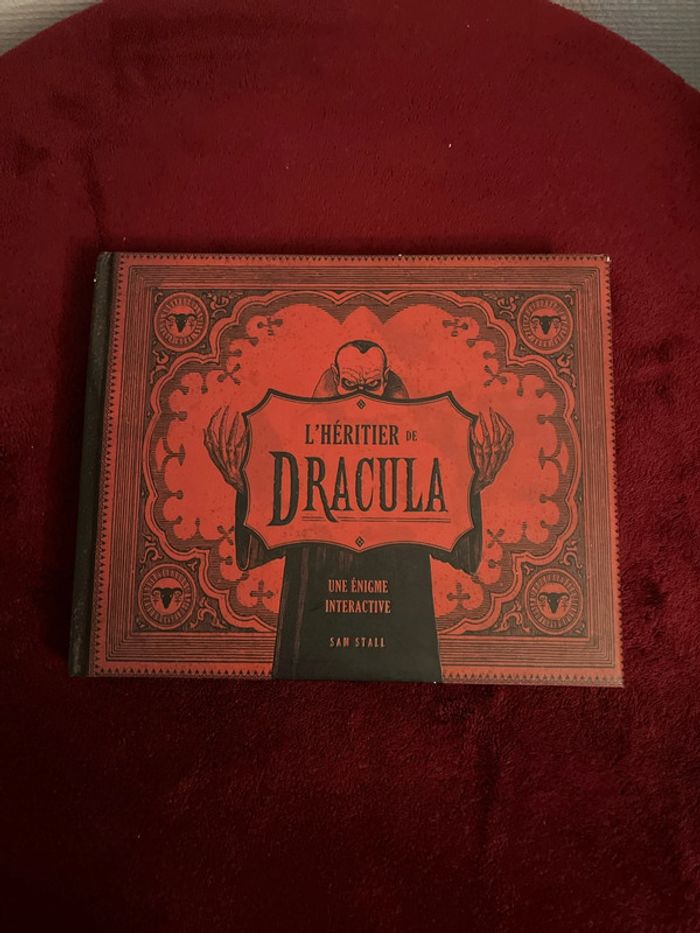 L'HÉRITIER DE
DRACULA
UNE ÉNIGME
INTERACTIVE
SAM STALL